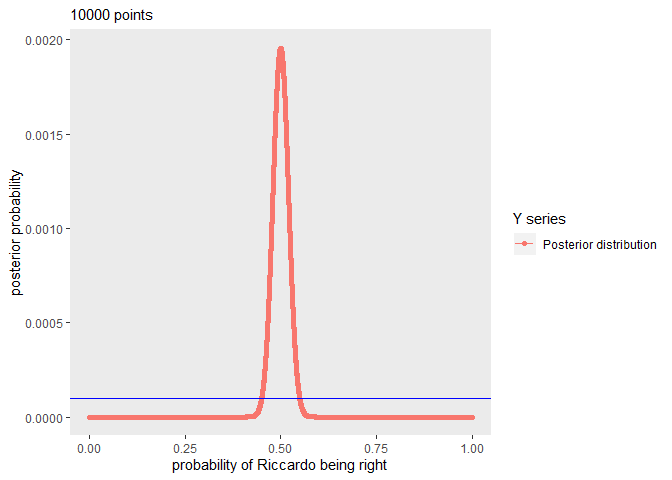 10000 points
0.0020
0.0015
0.0010
0.0005
0.0000
posterior probability
0.00
0.25
0.50
0.75
1.00
probability of Riccardo being right
Y series
Posterior distribution